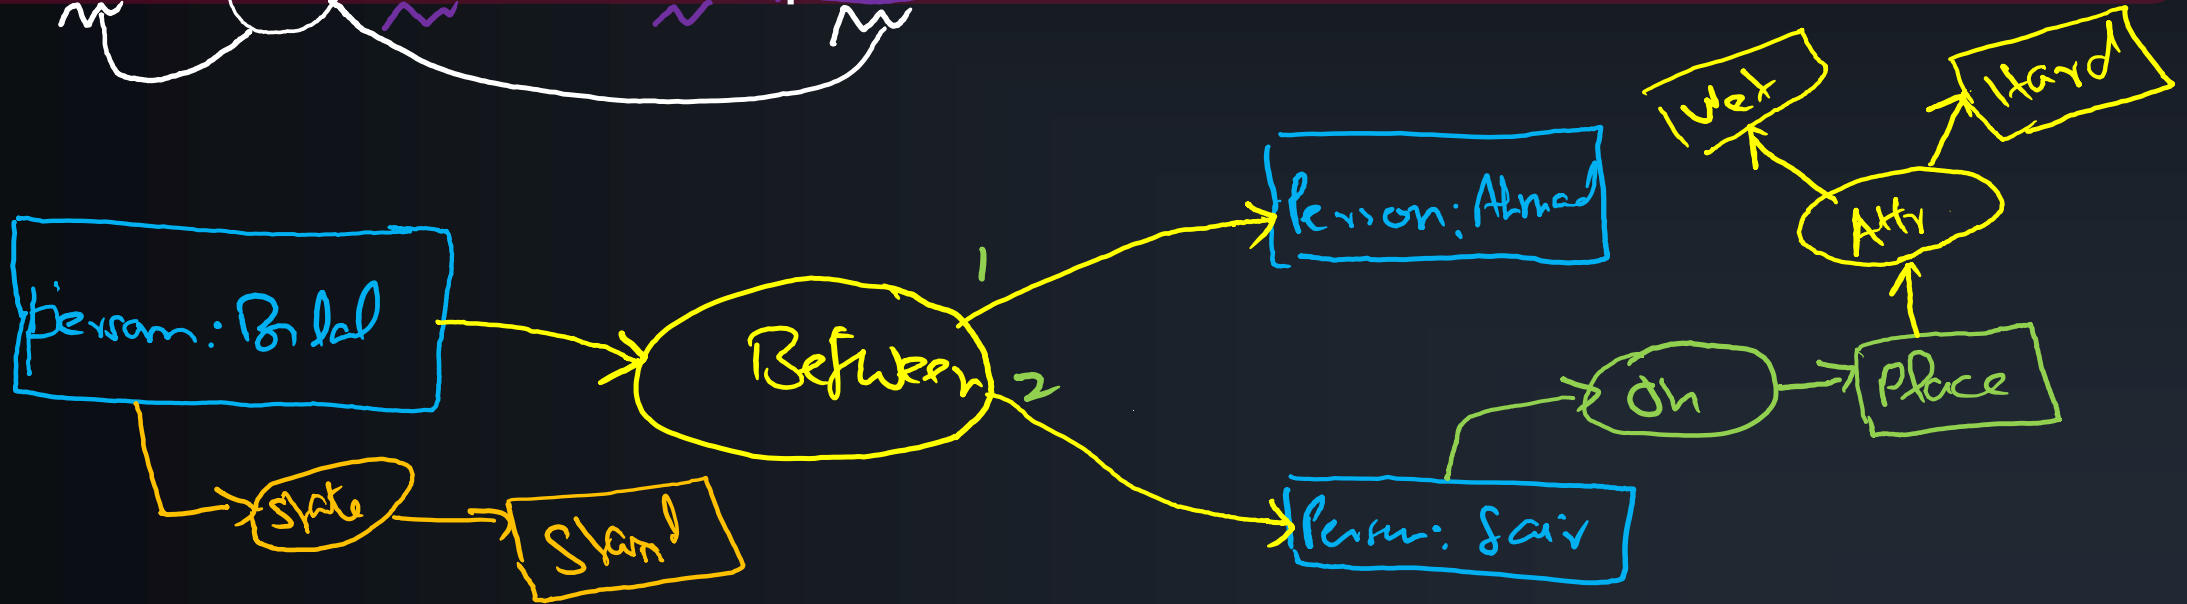 Wet
Hard
Person: Ahmad
Attr
1
person: Bilal
Between
2
On
Place
State
Stand
Person: Sair